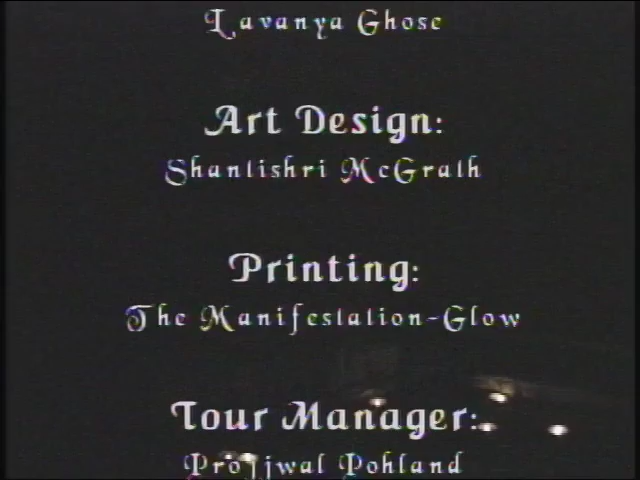 Lavanya Ghose
Art Design:
Shantishri McGrath
Printing:
The Manifestation-Glow
Tour Manager:
Projjwal Pohland